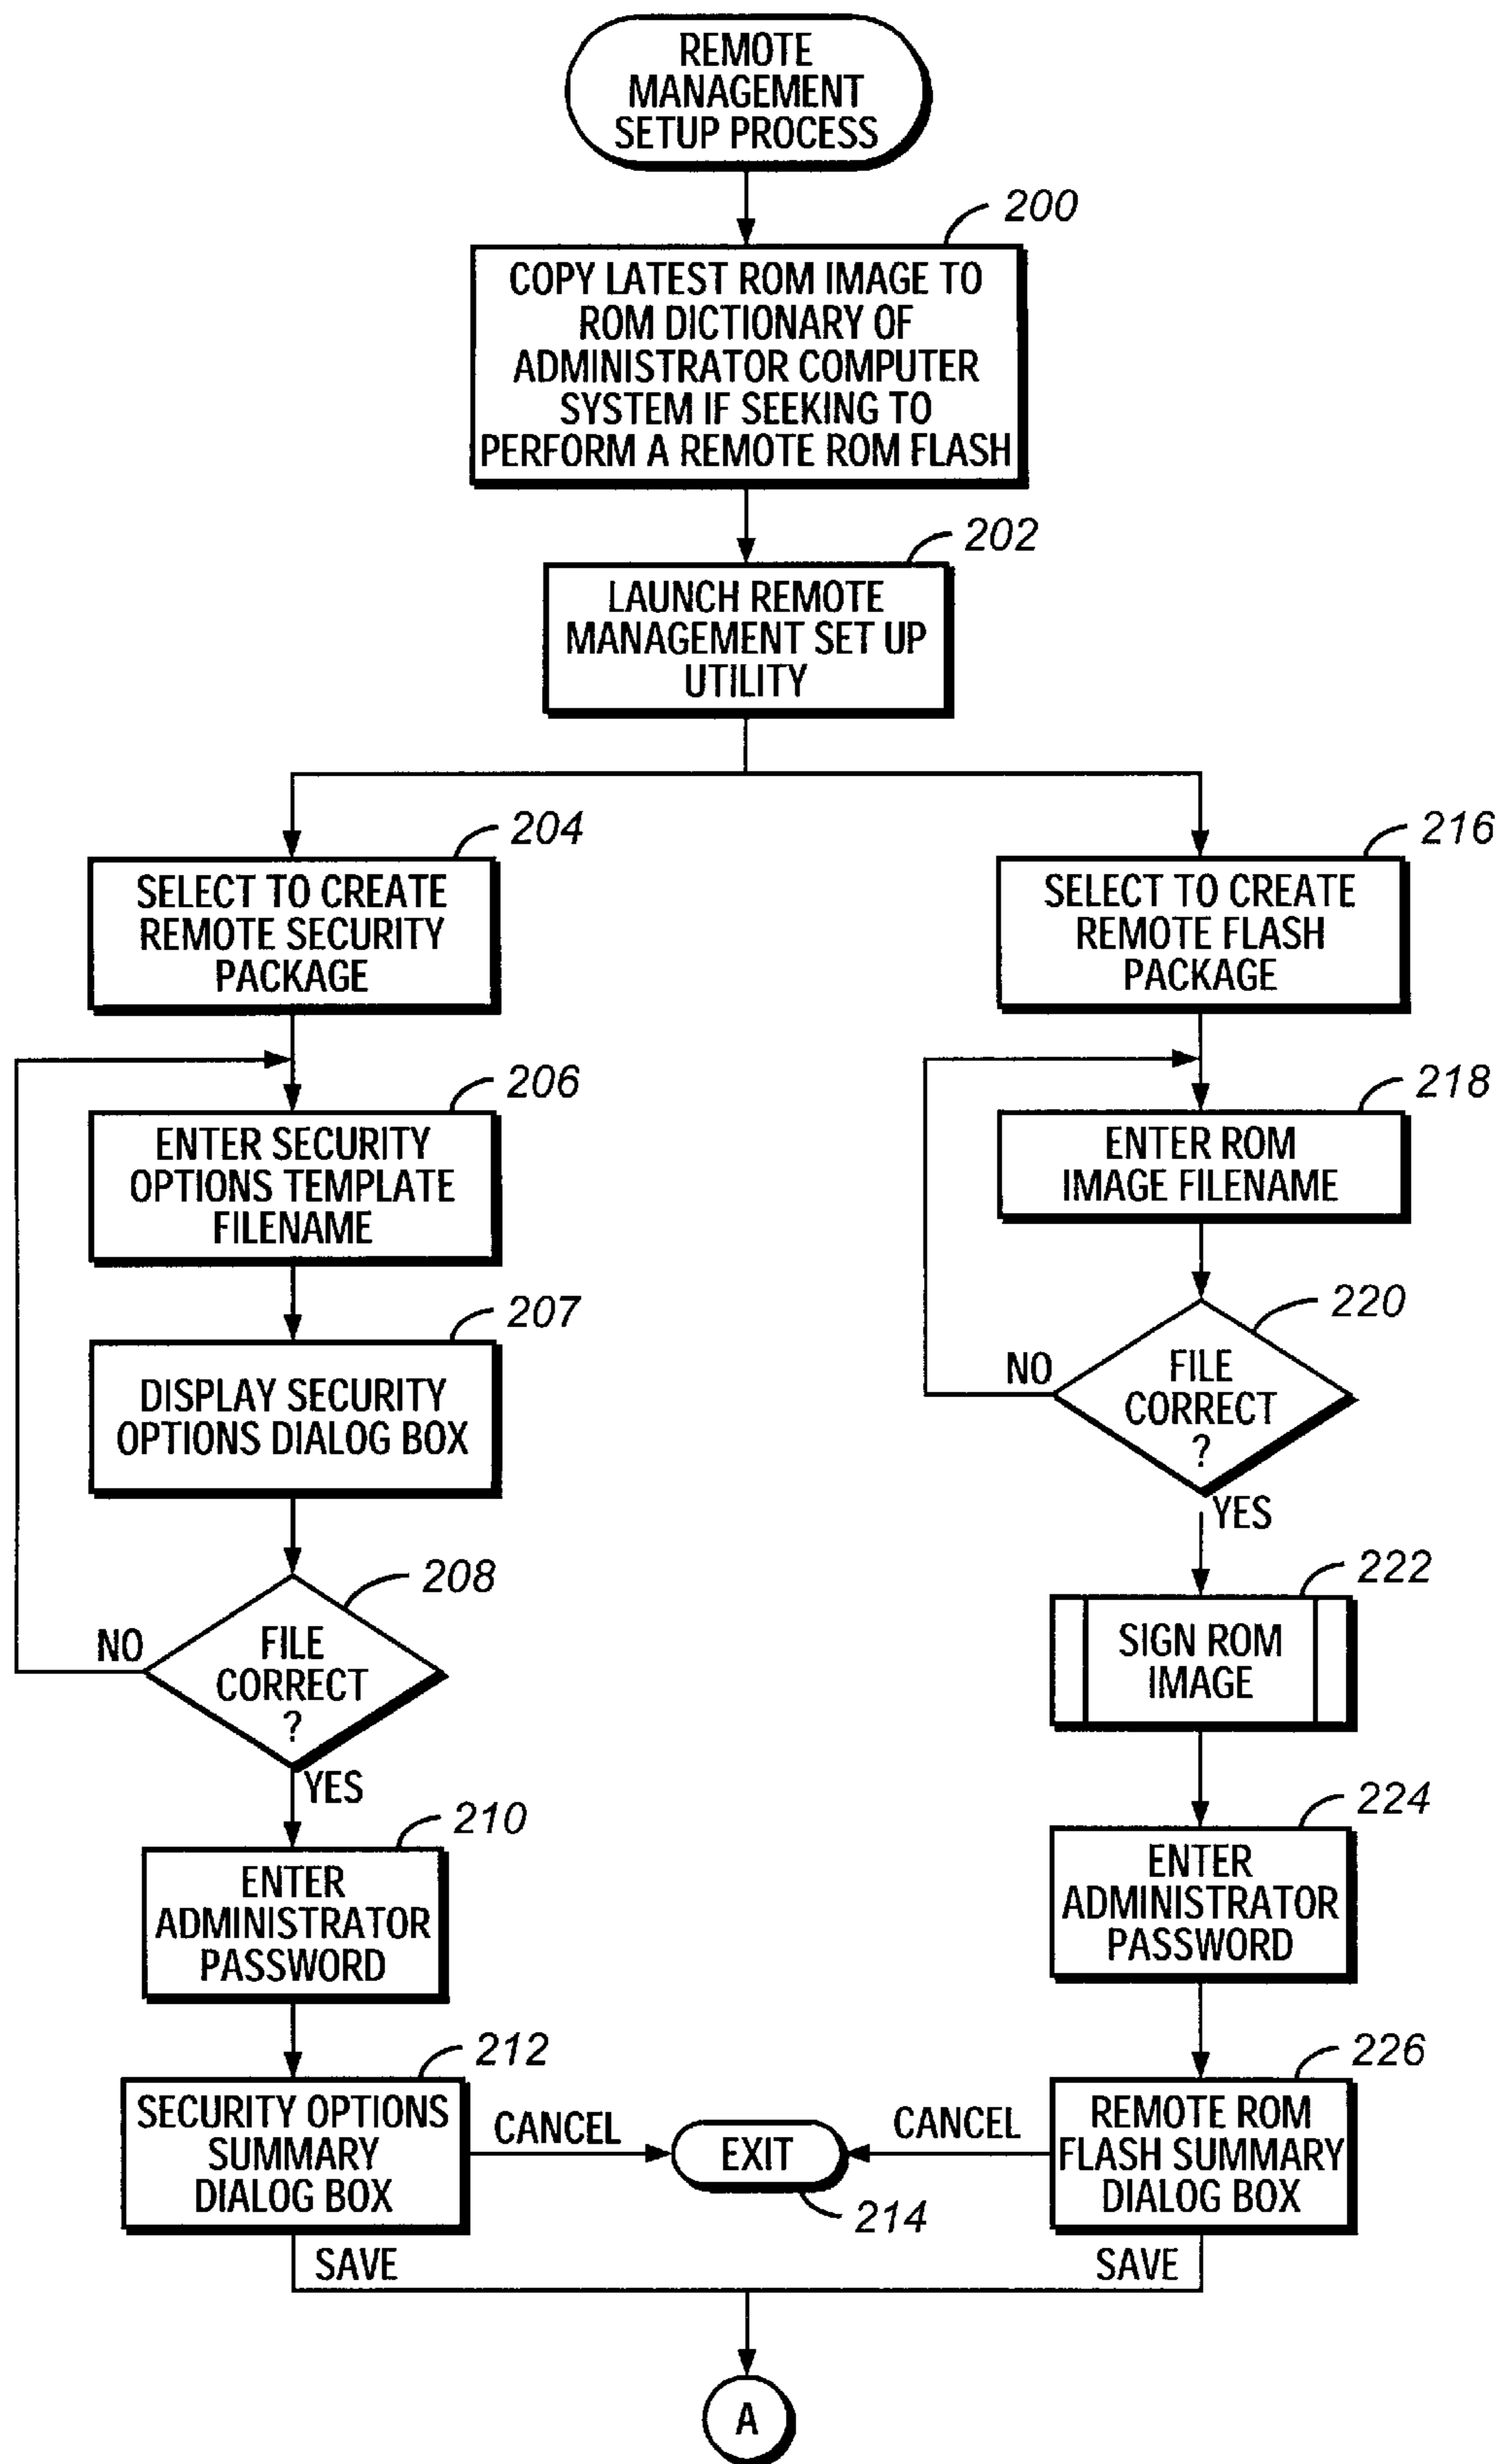 REMOTE
MANAGEMENT
SETUP PROCESS
200
COPY LATEST ROM IMAGE TO
ROM DICTIONARY OF
ADMINISTRATOR COMPUTER
SYSTEM IF SEEKING TO
PERFORM A REMOTE ROM FLASH
202
LAUNCH REMOTE
MANAGEMENT SET UP
UTILITY
204
SELECT TO CREATE
REMOTE SECURITY
PACKAGE
206
ENTER SECURITY
OPTIONS TEMPLATE
FILENAME
207
DISPLAY SECURITY
OPTIONS DIALOG BOX
208
NO
FILE
CORRECT
?
YES
210
ENTER
ADMINISTRATOR
PASSWORD
212
SECURITY OPTIONS
SUMMARY
DIALOG BOX
CANCEL
SAVE
EXIT
214
216
SELECT TO CREATE
REMOTE FLASH
PACKAGE
218
ENTER ROM
IMAGE FILENAME
220
NO
FILE
CORRECT
?
YES
222
SIGN ROM
IMAGE
224
ENTER
ADMINISTRATOR
PASSWORD
226
REMOTE ROM
FLASH SUMMARY
DIALOG BOX
CANCEL
SAVE
A